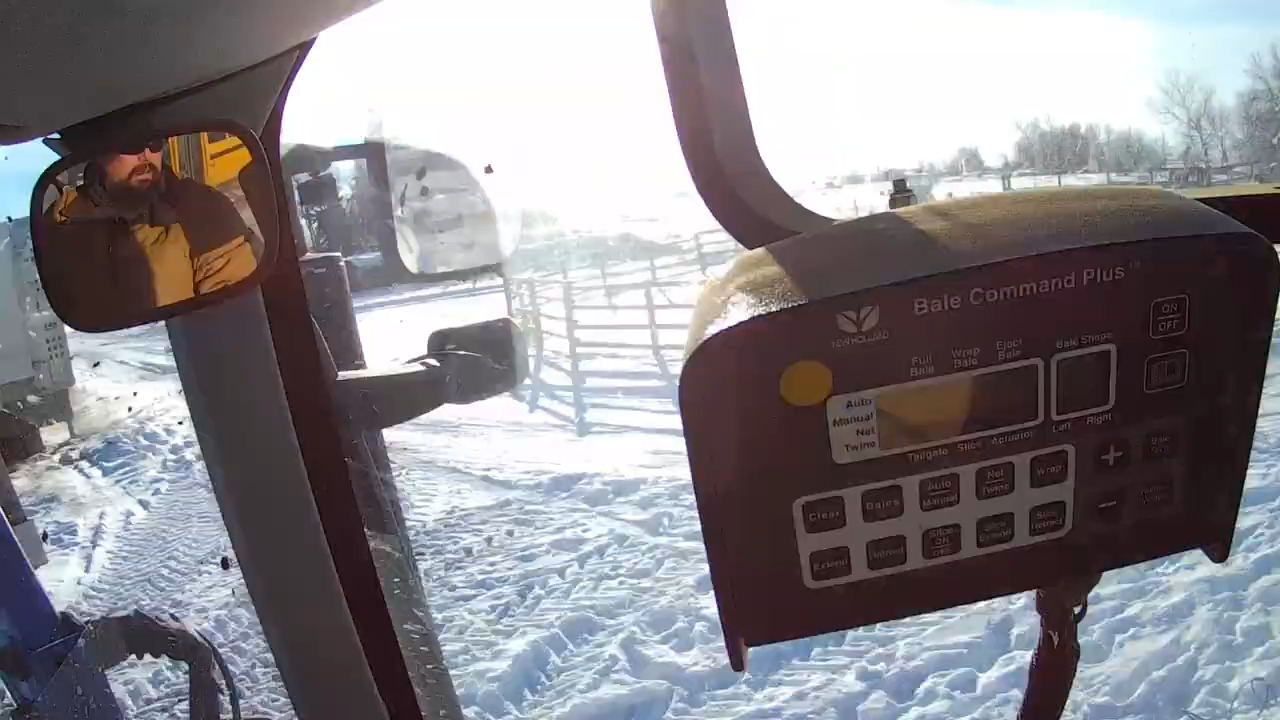 Bale Command Plus™
NEW HOLLAND
ON
OFF
Full
Bale
Wrap
Bale
Eject
Bale
Bale Shape
Auto
Manual
Net
Twine
Tailgate Slice Actuator
Left Right
Clear
Bales
Auto
Manual
Net
Twine
Wrap
+
Extend
Retract
Slice
ON
OFF
Slice
Extend
Slice
Retract
-